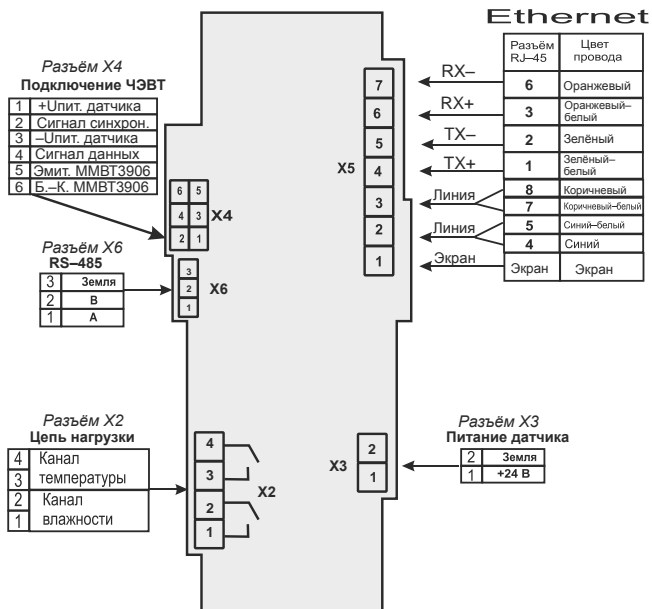 Ethernet
Разъём RJ–45 Цвет провода
6 Оранжевый
3 Оранжевый–белый
2 Зелёный
1 Зелёный–белый
8 Коричневый
7 Коричневый–белый
5 Синий–белый
4 Синий
Экран Экран
RX–
RX+
TX–
TX+
Линия
Линия
Экран
X5
7
6
5
4
3
2
1
Разъём X4
Подключение ЧЭВТ
1 +Uпит. датчика
2 Сигнал синхрон.
3 –Uпит. датчика
4 Сигнал данных
5 Эмит. MMBT3906
6 Б.–К. MMBT3906
6 5
4 3
2 1
X4
Разъём X6
RS–485
3 Земля
2 B
1 A
3
2
1
X6
Разъём X2
Цепь нагрузки
4 Канал
3 температуры
2 Канал
1 влажности
4
3
2
1
X2
Разъём X3
Питание датчика
2 Земля
1 +24 В
X3
2
1